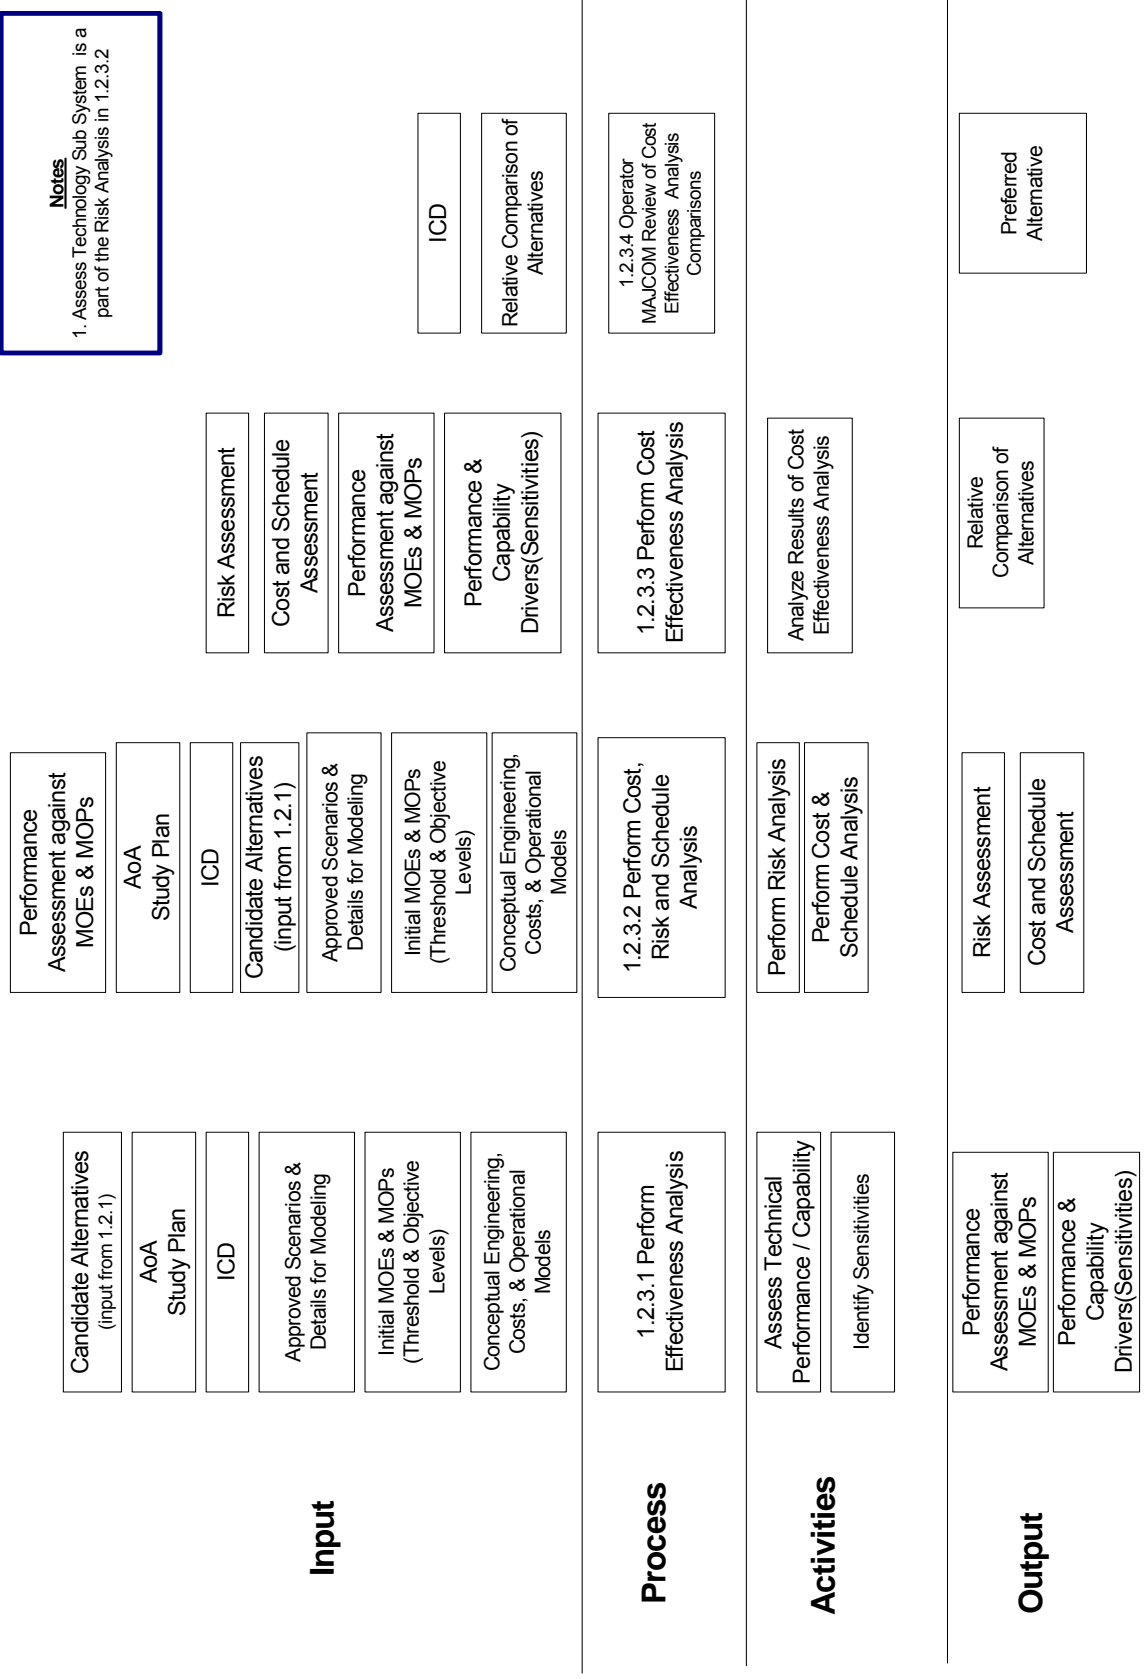 Notes
1. Assess Technology Sub System is a
part of the Risk Analysis in 1.2.3.2
Input
Candidate Alternatives
(input from 1.2.1)
AoA
Study Plan
ICD
Approved Scenarios &
Details for Modeling
Initial MOEs & MOPs
(Threshold & Objective
Levels)
Conceptual Engineering,
Costs, & Operational
Models
Performance
Assessment against
MOEs & MOPs
AoA
Study Plan
ICD
Candidate Alternatives
(input from 1.2.1)
Approved Scenarios &
Details for Modeling
Initial MOEs & MOPs
(Threshold & Objective
Levels)
Conceptual Engineering,
Costs, & Operational
Models
Risk Assessment
Cost and Schedule
Assessment
Performance
Assessment against
MOEs & MOPs
Performance &
Capability
Drivers(Sensitivities)
ICD
Relative Comparison of
Alternatives
Process
1.2.3.1 Perform
Effectiveness Analysis
1.2.3.2 Perform Cost,
Risk and Schedule
Analysis
1.2.3.3 Perform Cost
Effectiveness Analysis
1.2.3.4 Operator
MAJCOM Review of Cost
Effectiveness Analysis
Comparisons
Activities
Assess Technical
Performance / Capability
Identify Sensitivities
Perform Risk Analysis
Perform Cost &
Schedule Analysis
Analyze Results of Cost
Effectiveness Analysis
Output
Performance
Assessment against
MOEs & MOPs
Performance &
Capability
Drivers(Sensitivities)
Risk Assessment
Cost and Schedule
Assessment
Relative
Comparison of
Alternatives
Preferred
Alternative